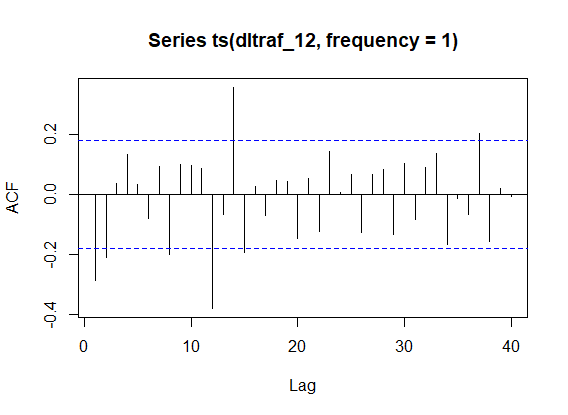 Series ts(dltraf_12, frequency = 1)
ACF
0.2
0.0
-0.2
-0.4
0 10 20 30 40
Lag